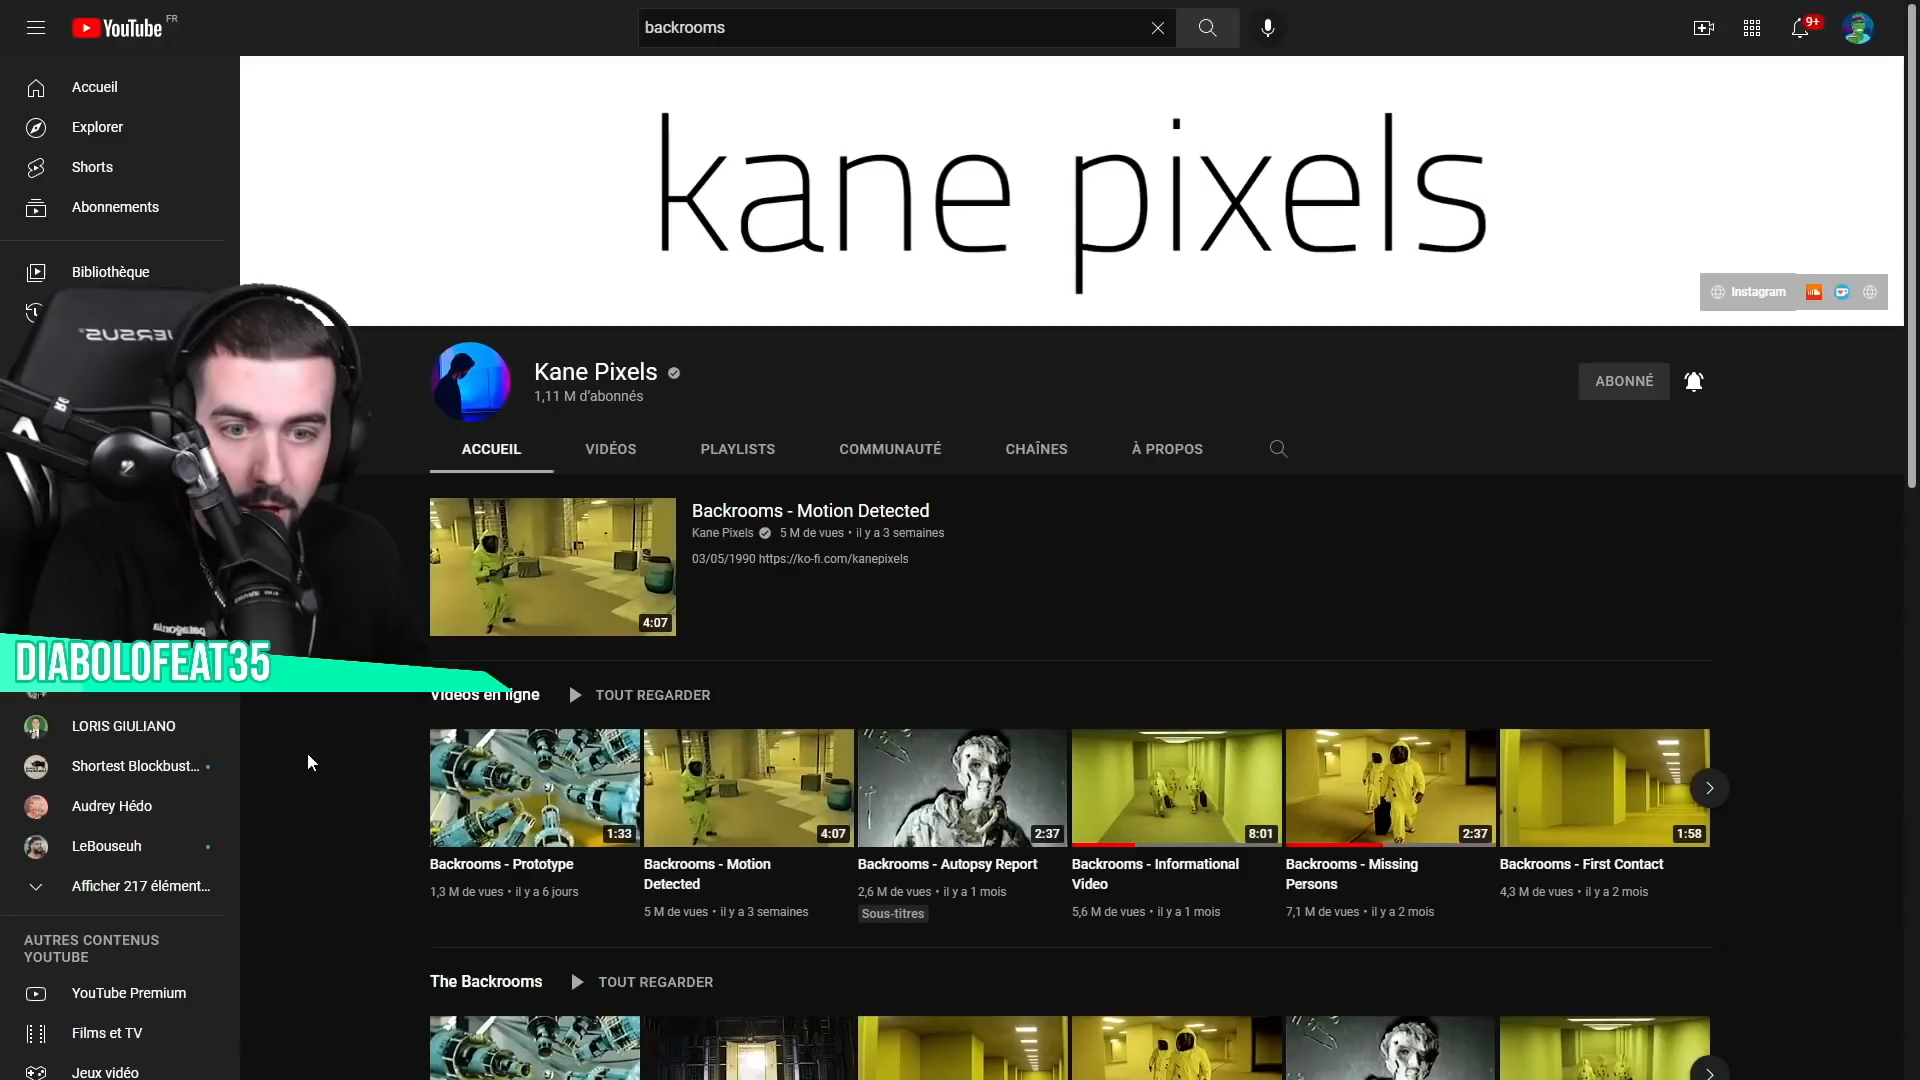 YouTube FR
backrooms
9+
Accueil
Explorer
Shorts
Abonnements
Bibliothèque
kane pixels
Instagram
Kane Pixels
1,11 M d'abonnés
ABONNÉ
ACCUEIL
VIDÉOS
PLAYLISTS
COMMUNAUTÉ
CHAÎNES
À PROPOS
Backrooms - Motion Detected
Kane Pixels 5 M de vues • il y a 3 semaines
03/05/1990 https://ko-fi.com/kanepixels
4:07
patagonia
DIABOLOFEAT35
Vidéos en ligne
TOUT REGARDER
1:33
Backrooms - Prototype
1,3 M de vues • il y a 6 jours
4:07
Backrooms - Motion
Detected
5 M de vues • il y a 3 semaines
2:37
Backrooms - Autopsy Report
2,6 M de vues • il y a 1 mois
Sous-titres
8:01
Backrooms - Informational
Video
5,6 M de vues • il y a 1 mois
2:37
Backrooms - Missing
Persons
7,1 M de vues • il y a 2 mois
1:58
Backrooms - First Contact
4,3 M de vues • il y a 2 mois
LORIS GIULIANO
Shortest Blockbust...
Audrey Hédo
LeBouseuh
Afficher 217 élément...
AUTRES CONTENUS
YOUTUBE
YouTube Premium
Films et TV
Jeux vidéo
The Backrooms
TOUT REGARDER